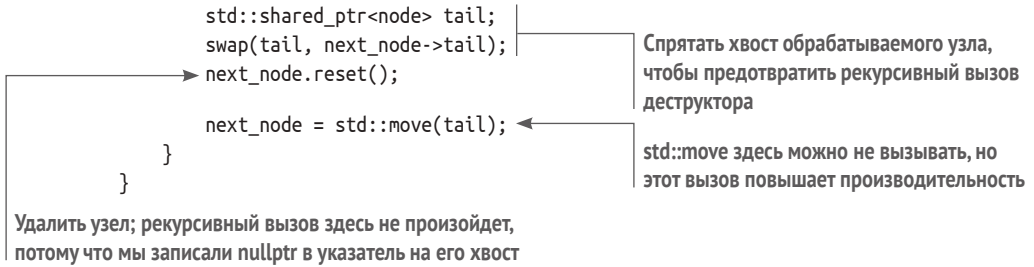 std::shared_ptr<node> tail;
swap(tail, next_node->tail);
next_node.reset();
next_node = std::move(tail);
}
}
Спрятать хвост обрабатываемого узла,
чтобы предотвратить рекурсивный вызов
деструктора
std::move здесь можно не вызывать, но
этот вызов повышает производительность
Удалить узел; рекурсивный вызов здесь не произойдет,
потому что мы записали nullptr в указатель на его хвост